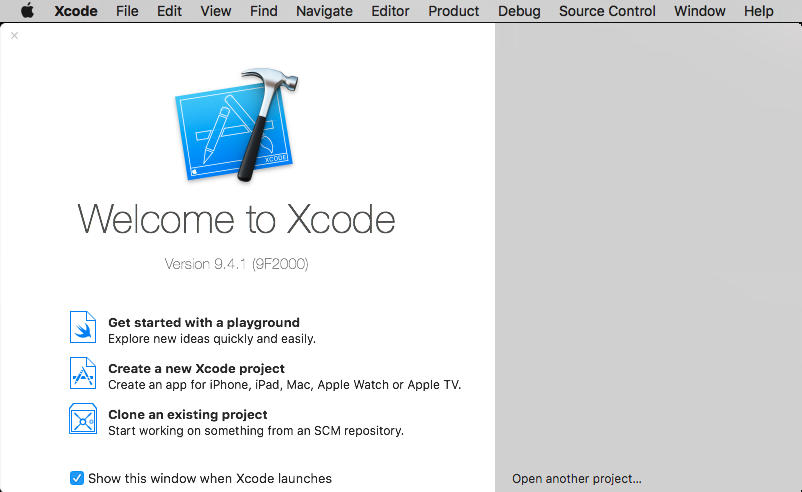 Xcode File Edit View Find Navigate Editor Product Debug Source Control Window Help
XCODE
Welcome to Xcode
Version 9.4.1 (9F2000)
Get started with a playground
Explore new ideas quickly and easily.
Create a new Xcode project
Create an app for iPhone, iPad, Mac, Apple Watch or Apple TV.
Clone an existing project
Start working on something from an SCM repository.
Show this window when Xcode launches
Open another project...